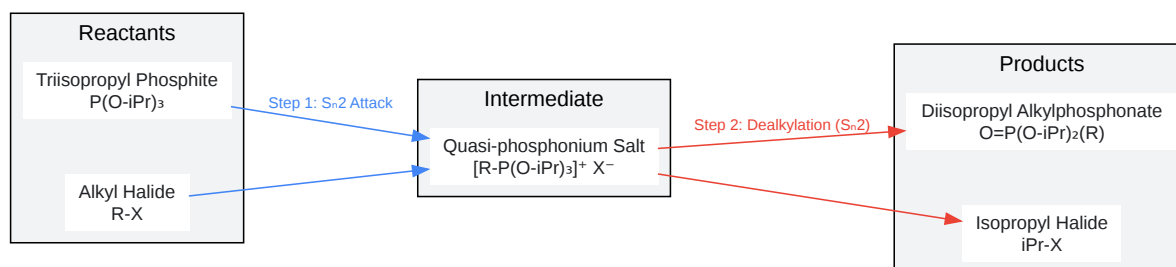 Reactants
Triisopropyl Phosphite
P(O-iPr)₃
Alkyl Halide
R-X
Step 1: Sₙ2 Attack
Intermediate
Quasi-phosphonium Salt
[R-P(O-iPr)₃]⁺ X⁻
Step 2: Dealkylation (Sₙ2)
Products
Diisopropyl Alkylphosphonate
O=P(O-iPr)₂(R)
Isopropyl Halide
iPr-X